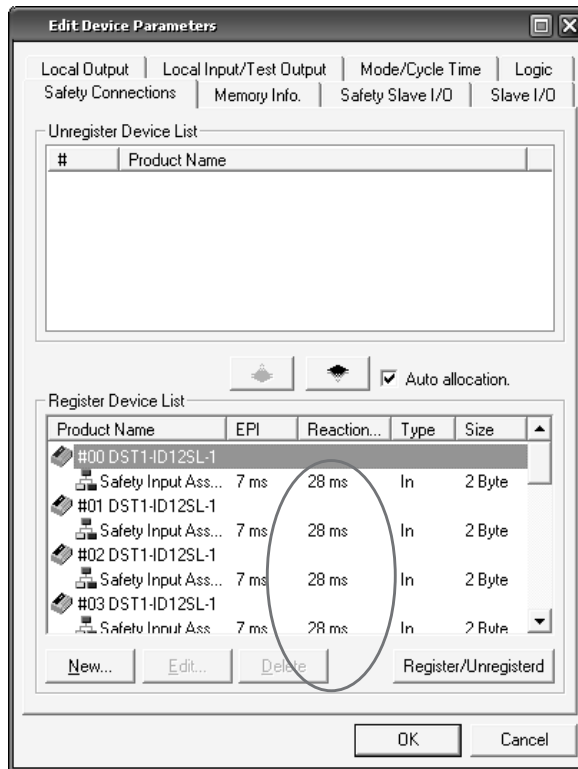 Edit Device Parameters
Local Output Local Input/Test Output Mode/Cycle Time Logic
Safety Connections Memory Info. Safety Slave I/O Slave I/O
Unregister Device List
# Product Name
Auto allocation.
Register Device List
Product Name EPI Reaction... Type Size
#00 DST1-ID12SL-1
Safety Input Ass... 7 ms 28 ms In 2 Byte
#01 DST1-ID12SL-1
Safety Input Ass... 7 ms 28 ms In 2 Byte
#02 DST1-ID12SL-1
Safety Input Ass... 7 ms 28 ms In 2 Byte
#03 DST1-ID12SL-1
Safety Input Ass 7 ms 28 ms In 2 Byte
New... Edit... Delete Register/Unregisterd
OK Cancel